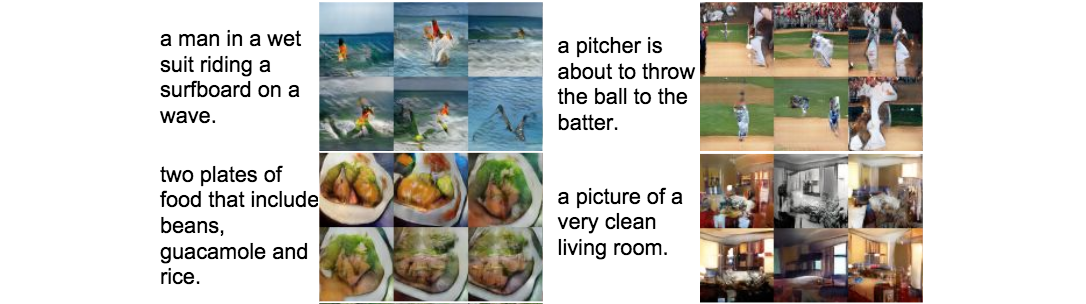 a man in a wet
suit riding a
surfboard on a
wave.
a pitcher is
about to throw
the ball to the
batter.
two plates of
food that include
beans,
guacamole and
rice.
a picture of a
very clean
living room.